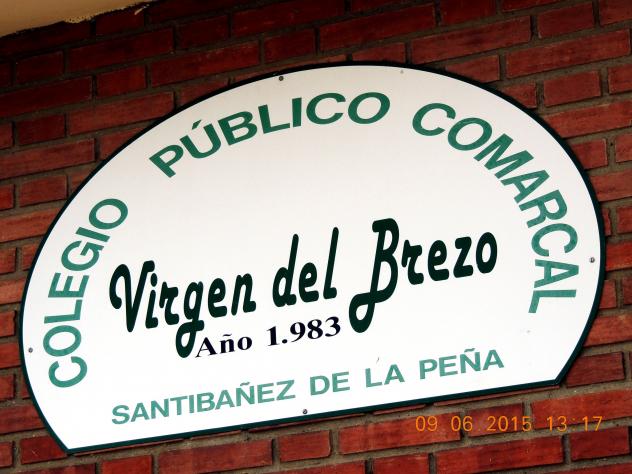 COLEGIO PÚBLICO COMARCAL
Virgen del Brezo
Año 1.983
SANTIBAÑEZ DE LA PEÑA
09 06 2015 13 17